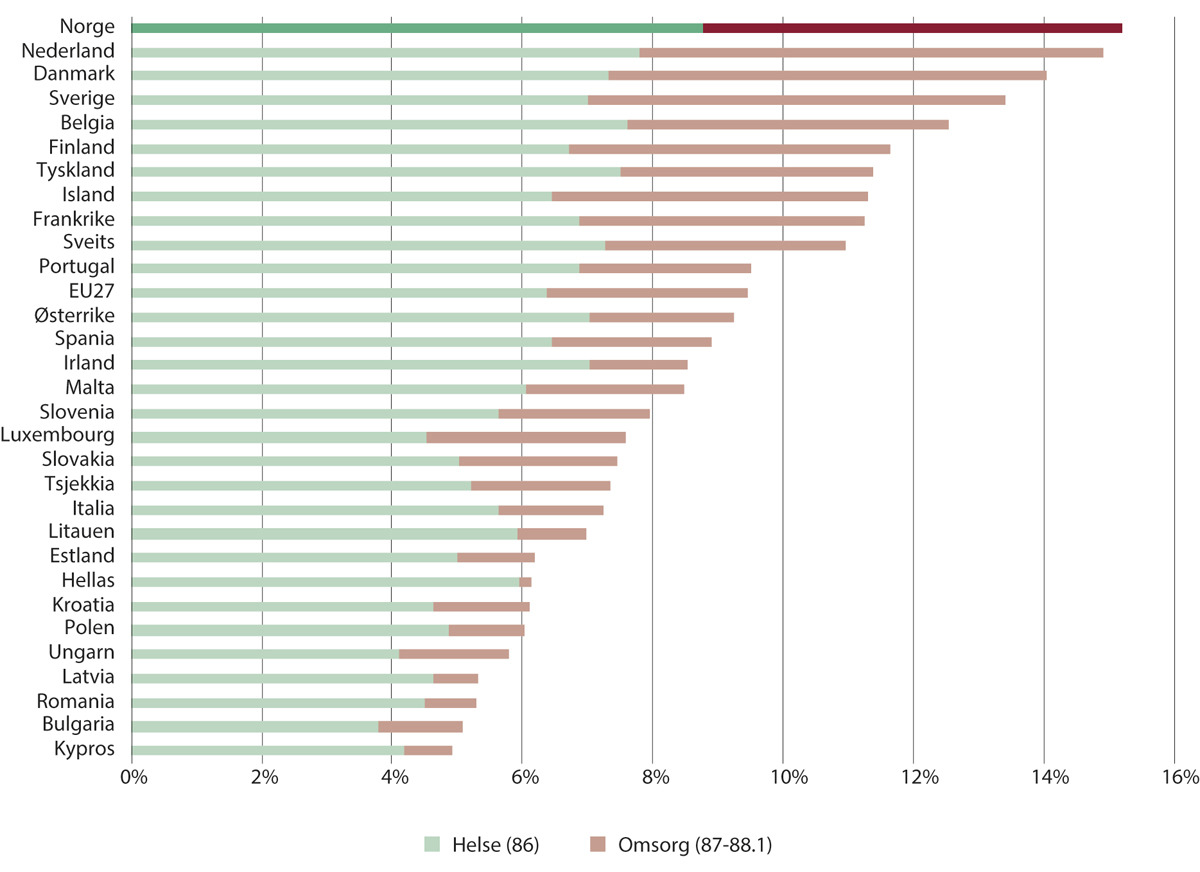 Norge
Nederland
Danmark
Sverige
Belgia
Finland
Tyskland
Island
Frankrike
Sveits
Portugal
EU27
Østerrike
Spania
Irland
Malta
Slovenia
Luxembourg
Slovakia
Tsjekkia
Italia
Litauen
Estland
Hellas
Kroatia
Polen
Ungarn
Latvia
Romania
Bulgaria
Kypros
0% 2% 4% 6% 8% 10% 12% 14% 16%
Helse (86) Omsorg (87-88.1)